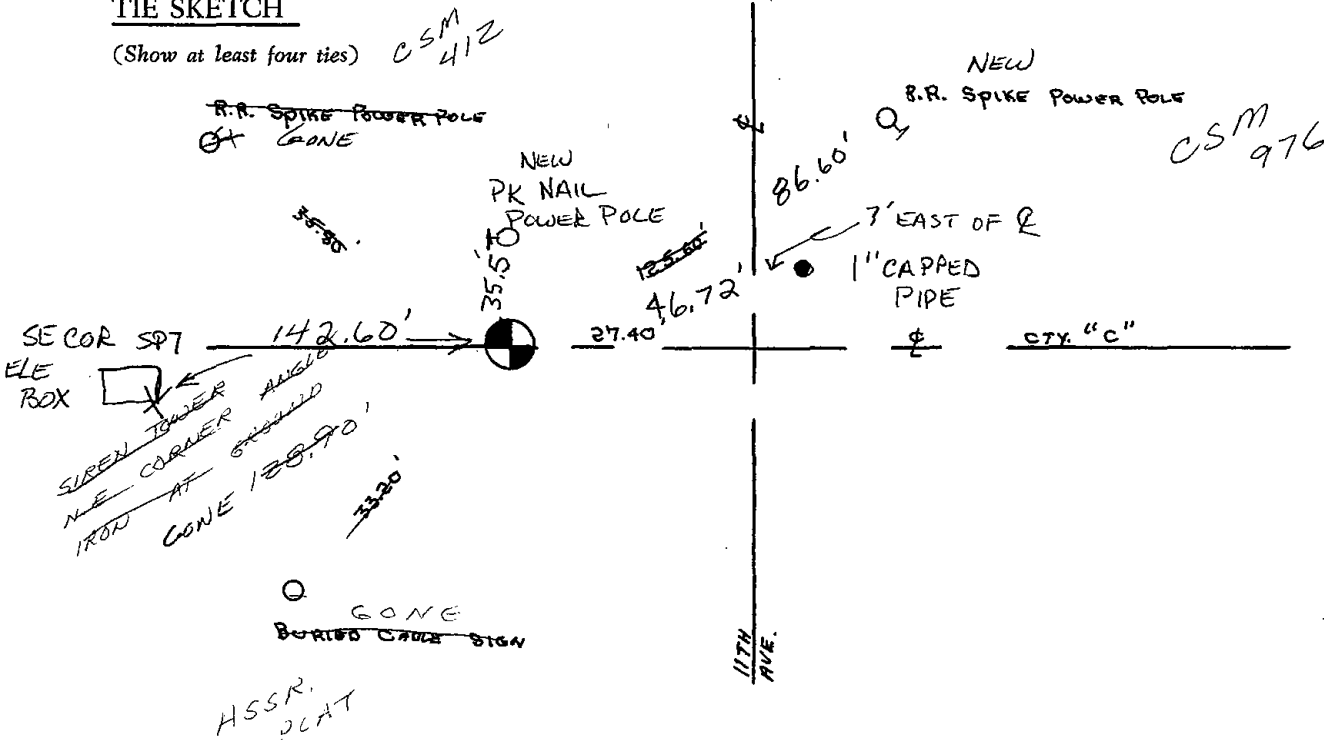 TIE SKETCH
(Show at least four ties)
CSM
412
R.R. SPIKE POWER POLE
GONE
NEW
PK NAIL
POWER POLE
35.80'
35.5'
NEW
R.R. SPIKE POWER POLE
CSM
976
86.60'
7' EAST OF ℄
1" CAPPED
PIPE
125.60'
46.72'
27.40'
℄
℄
CTY. "C"
142.60'
SE COR SP7
ELE
BOX
SIREN TOWER
N.E. CORNER ANGLE
IRON AT GROUND
GONE 128.90'
33.20'
GONE
BURIED CABLE SIGN
11TH
AVE.
HSSR.
PLAT